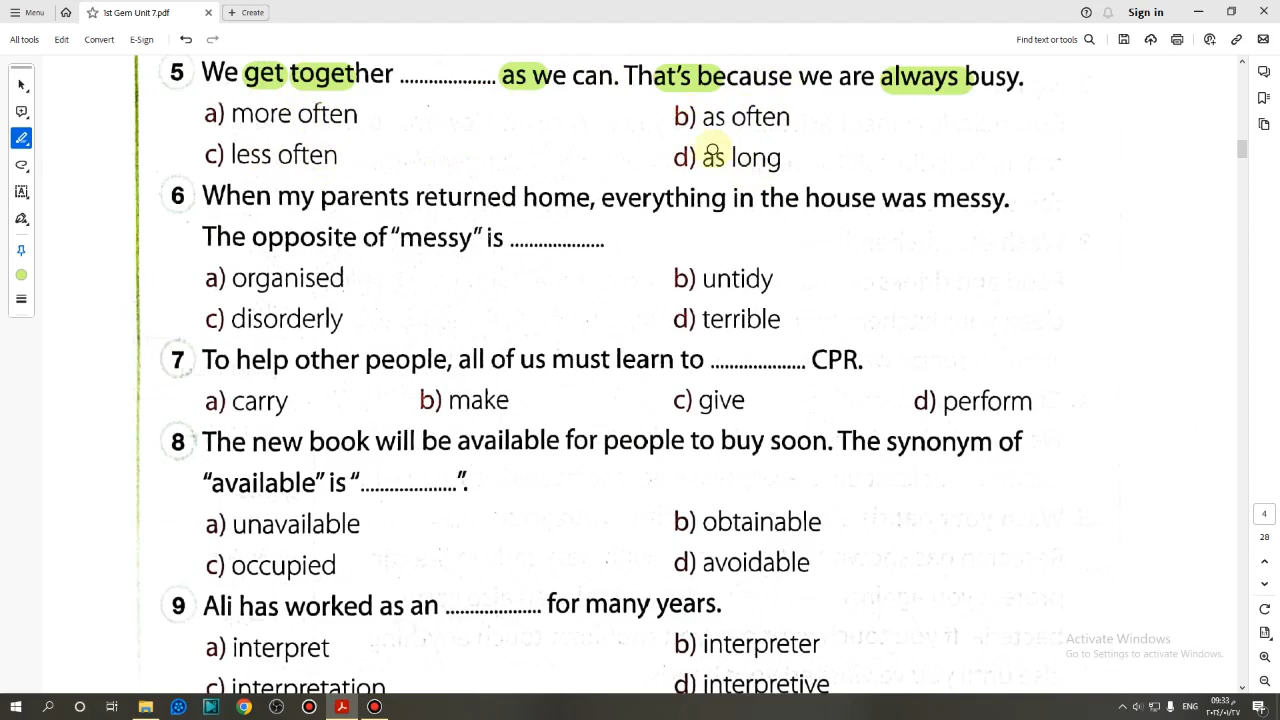 Menu
1st Gem Unit 7.pdf
Create
Sign in
All tools
Edit
Convert
E-Sign
Find text or tools
5 We get together .................... as we can. That's because we are always busy.
a) more often
b) as often
c) less often
d) as long
6 When my parents returned home, everything in the house was messy.
The opposite of "messy" is ....................
a) organised
b) untidy
c) disorderly
d) terrible
7 To help other people, all of us must learn to .................... CPR.
a) carry
b) make
c) give
d) perform
8 The new book will be available for people to buy soon. The synonym of
"available" is "....................".
a) unavailable
b) obtainable
c) occupied
d) avoidable
9 Ali has worked as an .................... for many years.
a) interpret
b) interpreter
c) interpretation
d) interpretive
4
28
Activate Windows
Go to Settings to activate Windows.
ENG
09:33